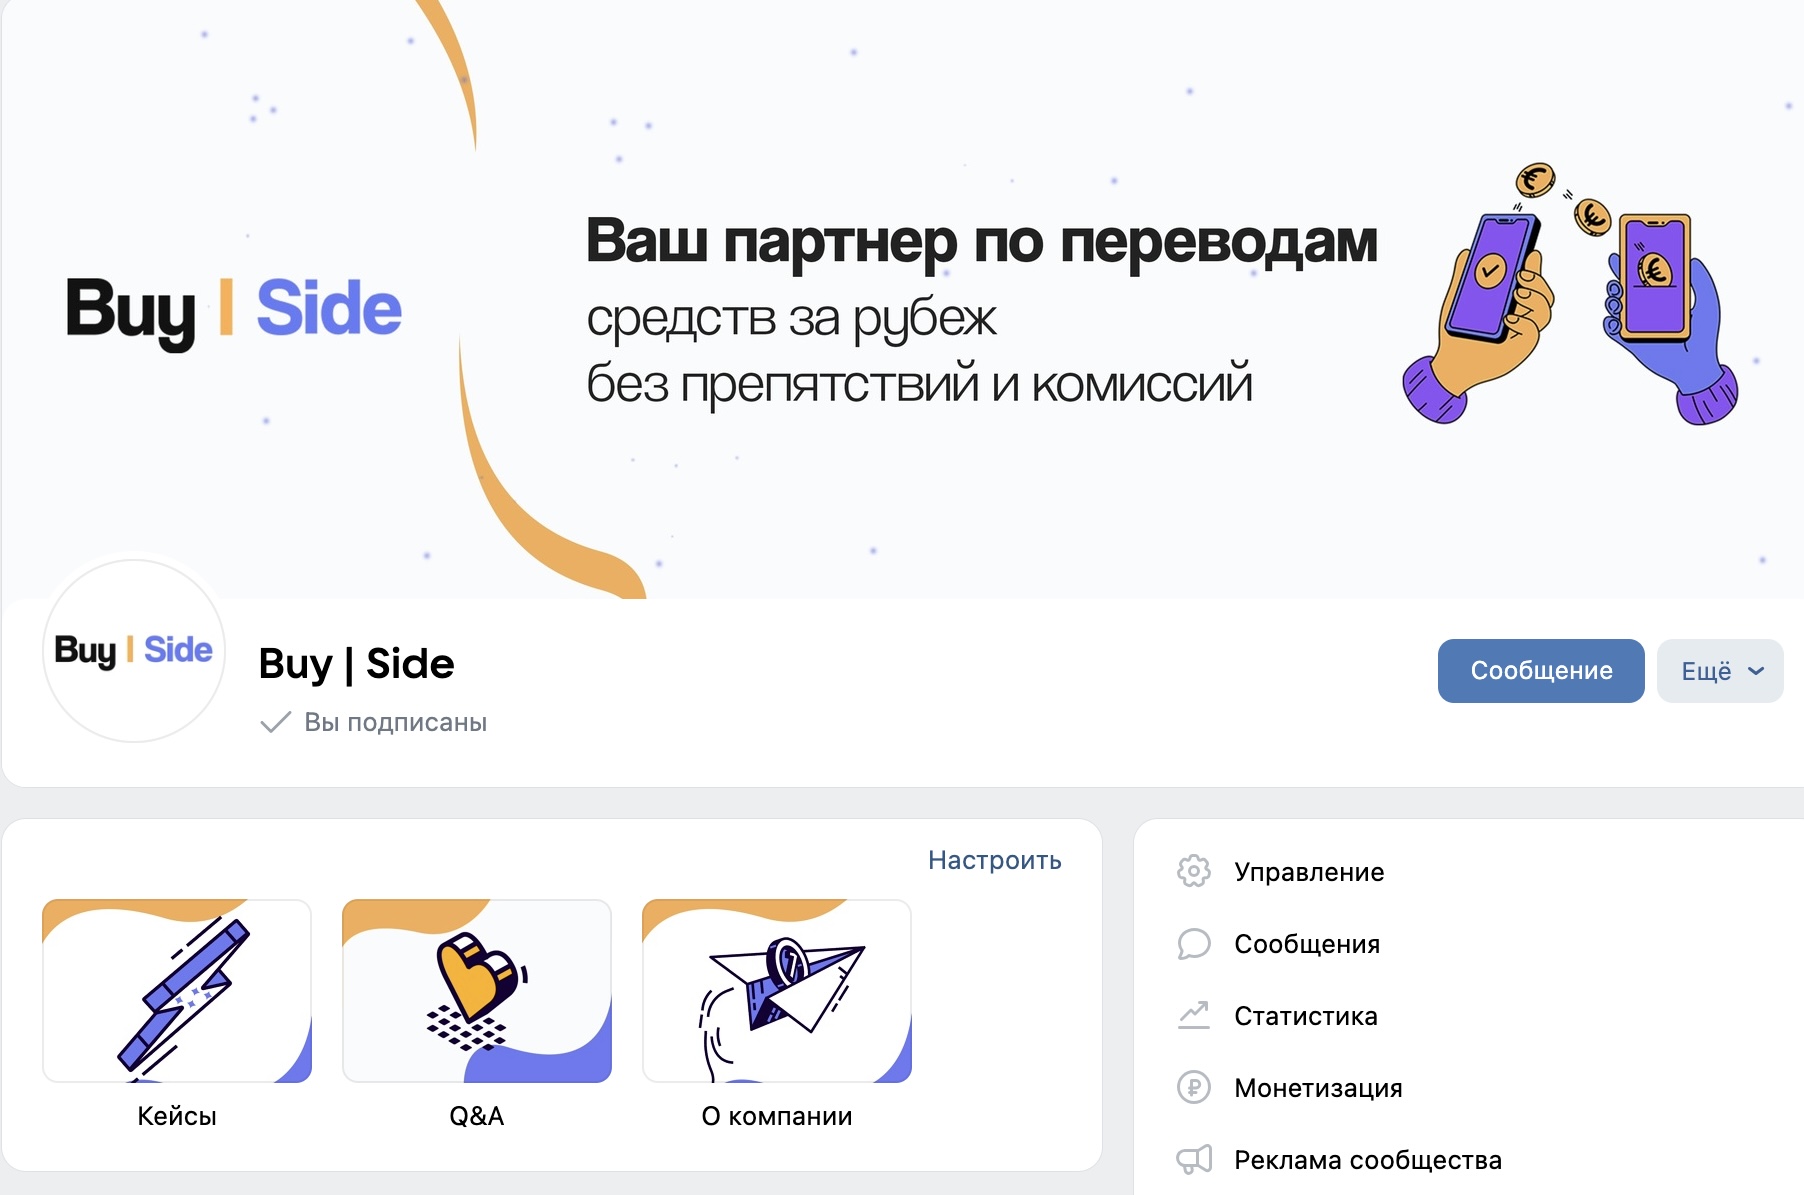 Buy | Side
Ваш партнер по переводам
средств за рубеж
без препятствий и комиссий
Buy | Side
Buy | Side
Вы подписаны
Сообщение
Ещё
Настроить
Кейсы
Q&A
О компании
Управление
Сообщения
Статистика
Монетизация
Реклама сообщества